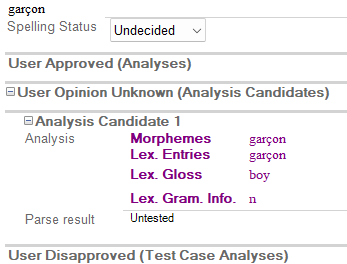 garçon
Spelling Status Undecided
User Approved (Analyses)
User Opinion Unknown (Analysis Candidates)
Analysis Candidate 1
Analysis Morphemes garçon
Lex. Entries garçon
Lex. Gloss boy
Lex. Gram. Info. n
Parse result Untested
User Disapproved (Test Case Analyses)